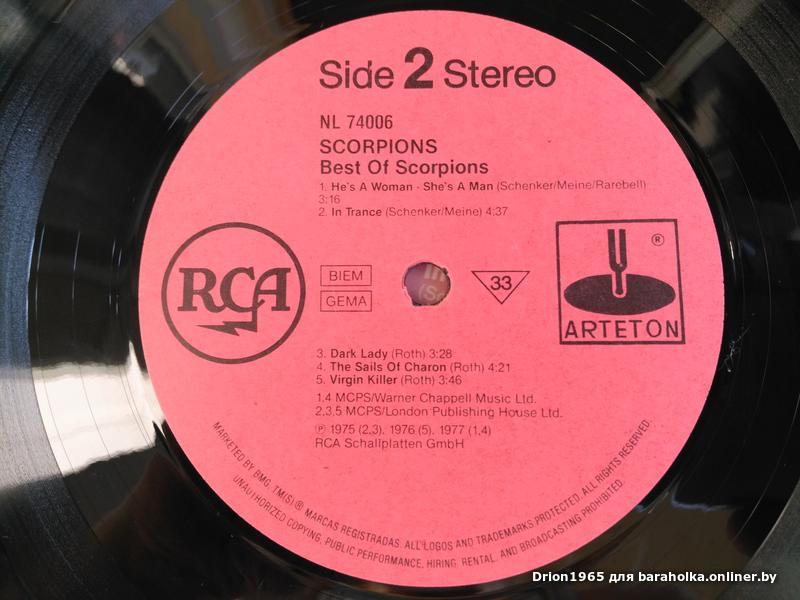 Side 2 Stereo
NL 74006
SCORPIONS
Best Of Scorpions
1. He's A Woman - She's A Man (Schenker/Meine/Rarebell)
3:16
2. In Trance (Schenker/Meine) 4:37
RCA
BIEM
GEMA
33
®
ARTETON
3. Dark Lady (Roth) 3:28
4. The Sails Of Charon (Roth) 4:21
5. Virgin Killer (Roth) 3:46
1,4 MCPS/Warner Chappell Music Ltd.
2,3,5 MCPS/London Publishing House Ltd.
℗ 1975 (2,3), 1976 (5), 1977 (1,4)
RCA Schallplatten GmbH
MARKETED BY BMG. TM(S) ® MARCAS REGISTRADAS. ALL LOGOS AND TRADEMARKS PROTECTED. ALL RIGHTS RESERVED.
UNAUTHORIZED COPYING, PUBLIC PERFORMANCE, HIRING, RENTAL, AND BROADCASTING PROHIBITED.
Drion1965 для baraholka.onliner.by